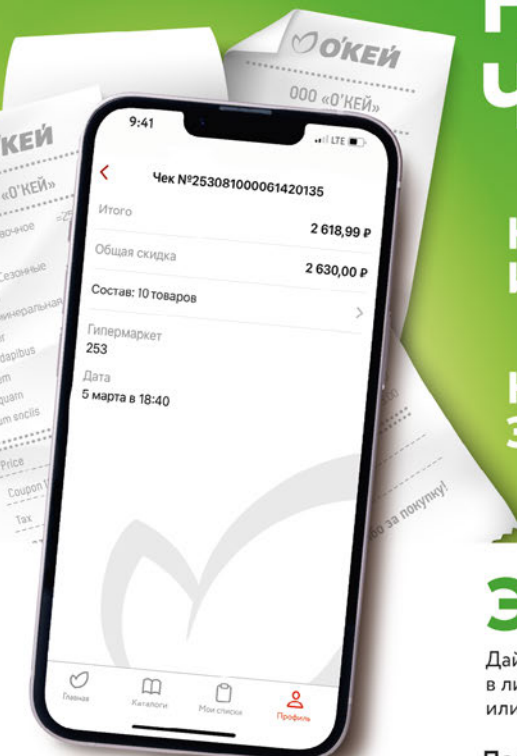 О'КЕЙ
ООО «О'КЕЙ»
КЕЙ
«О'КЕЙ»
Сезонные
dapibus
Price
Coupon
Tax
за покупку!
9:41
LTE
Чек №253081000061420135
Итого
2 618,99 ₽
Общая скидка
2 630,00 ₽
Состав: 10 товаров
Гипермаркет
253
Дата
5 марта в 18:40
Главная
Каталоги
Мои списки
Профиль
Э
Дай
в ли
или